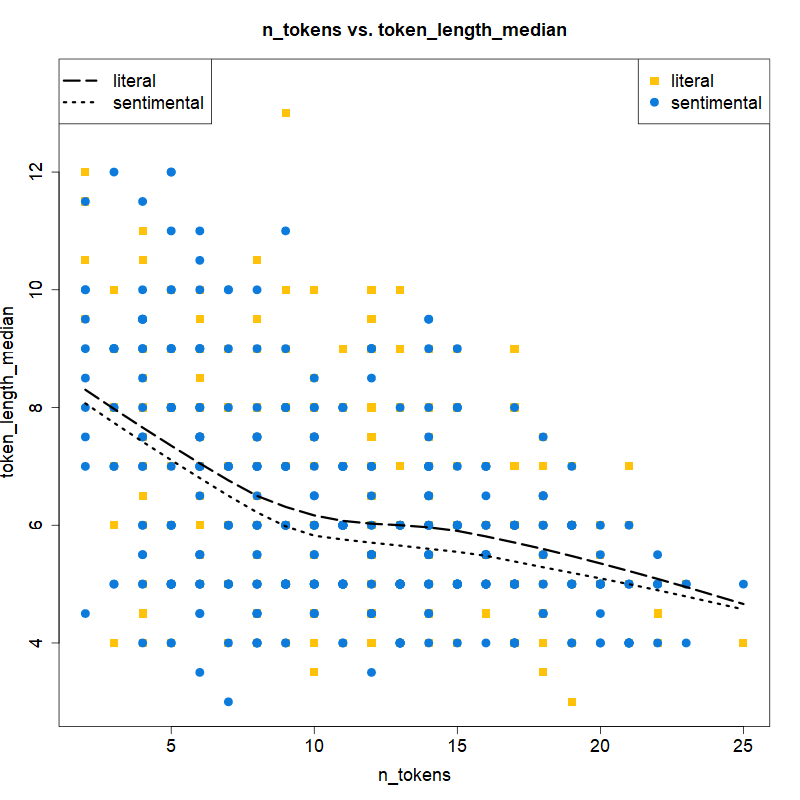 n_tokens vs. token_length_median
literal
sentimental
literal
sentimental
token_length_median
12
10
8
6
4
5
10
15
20
25
n_tokens